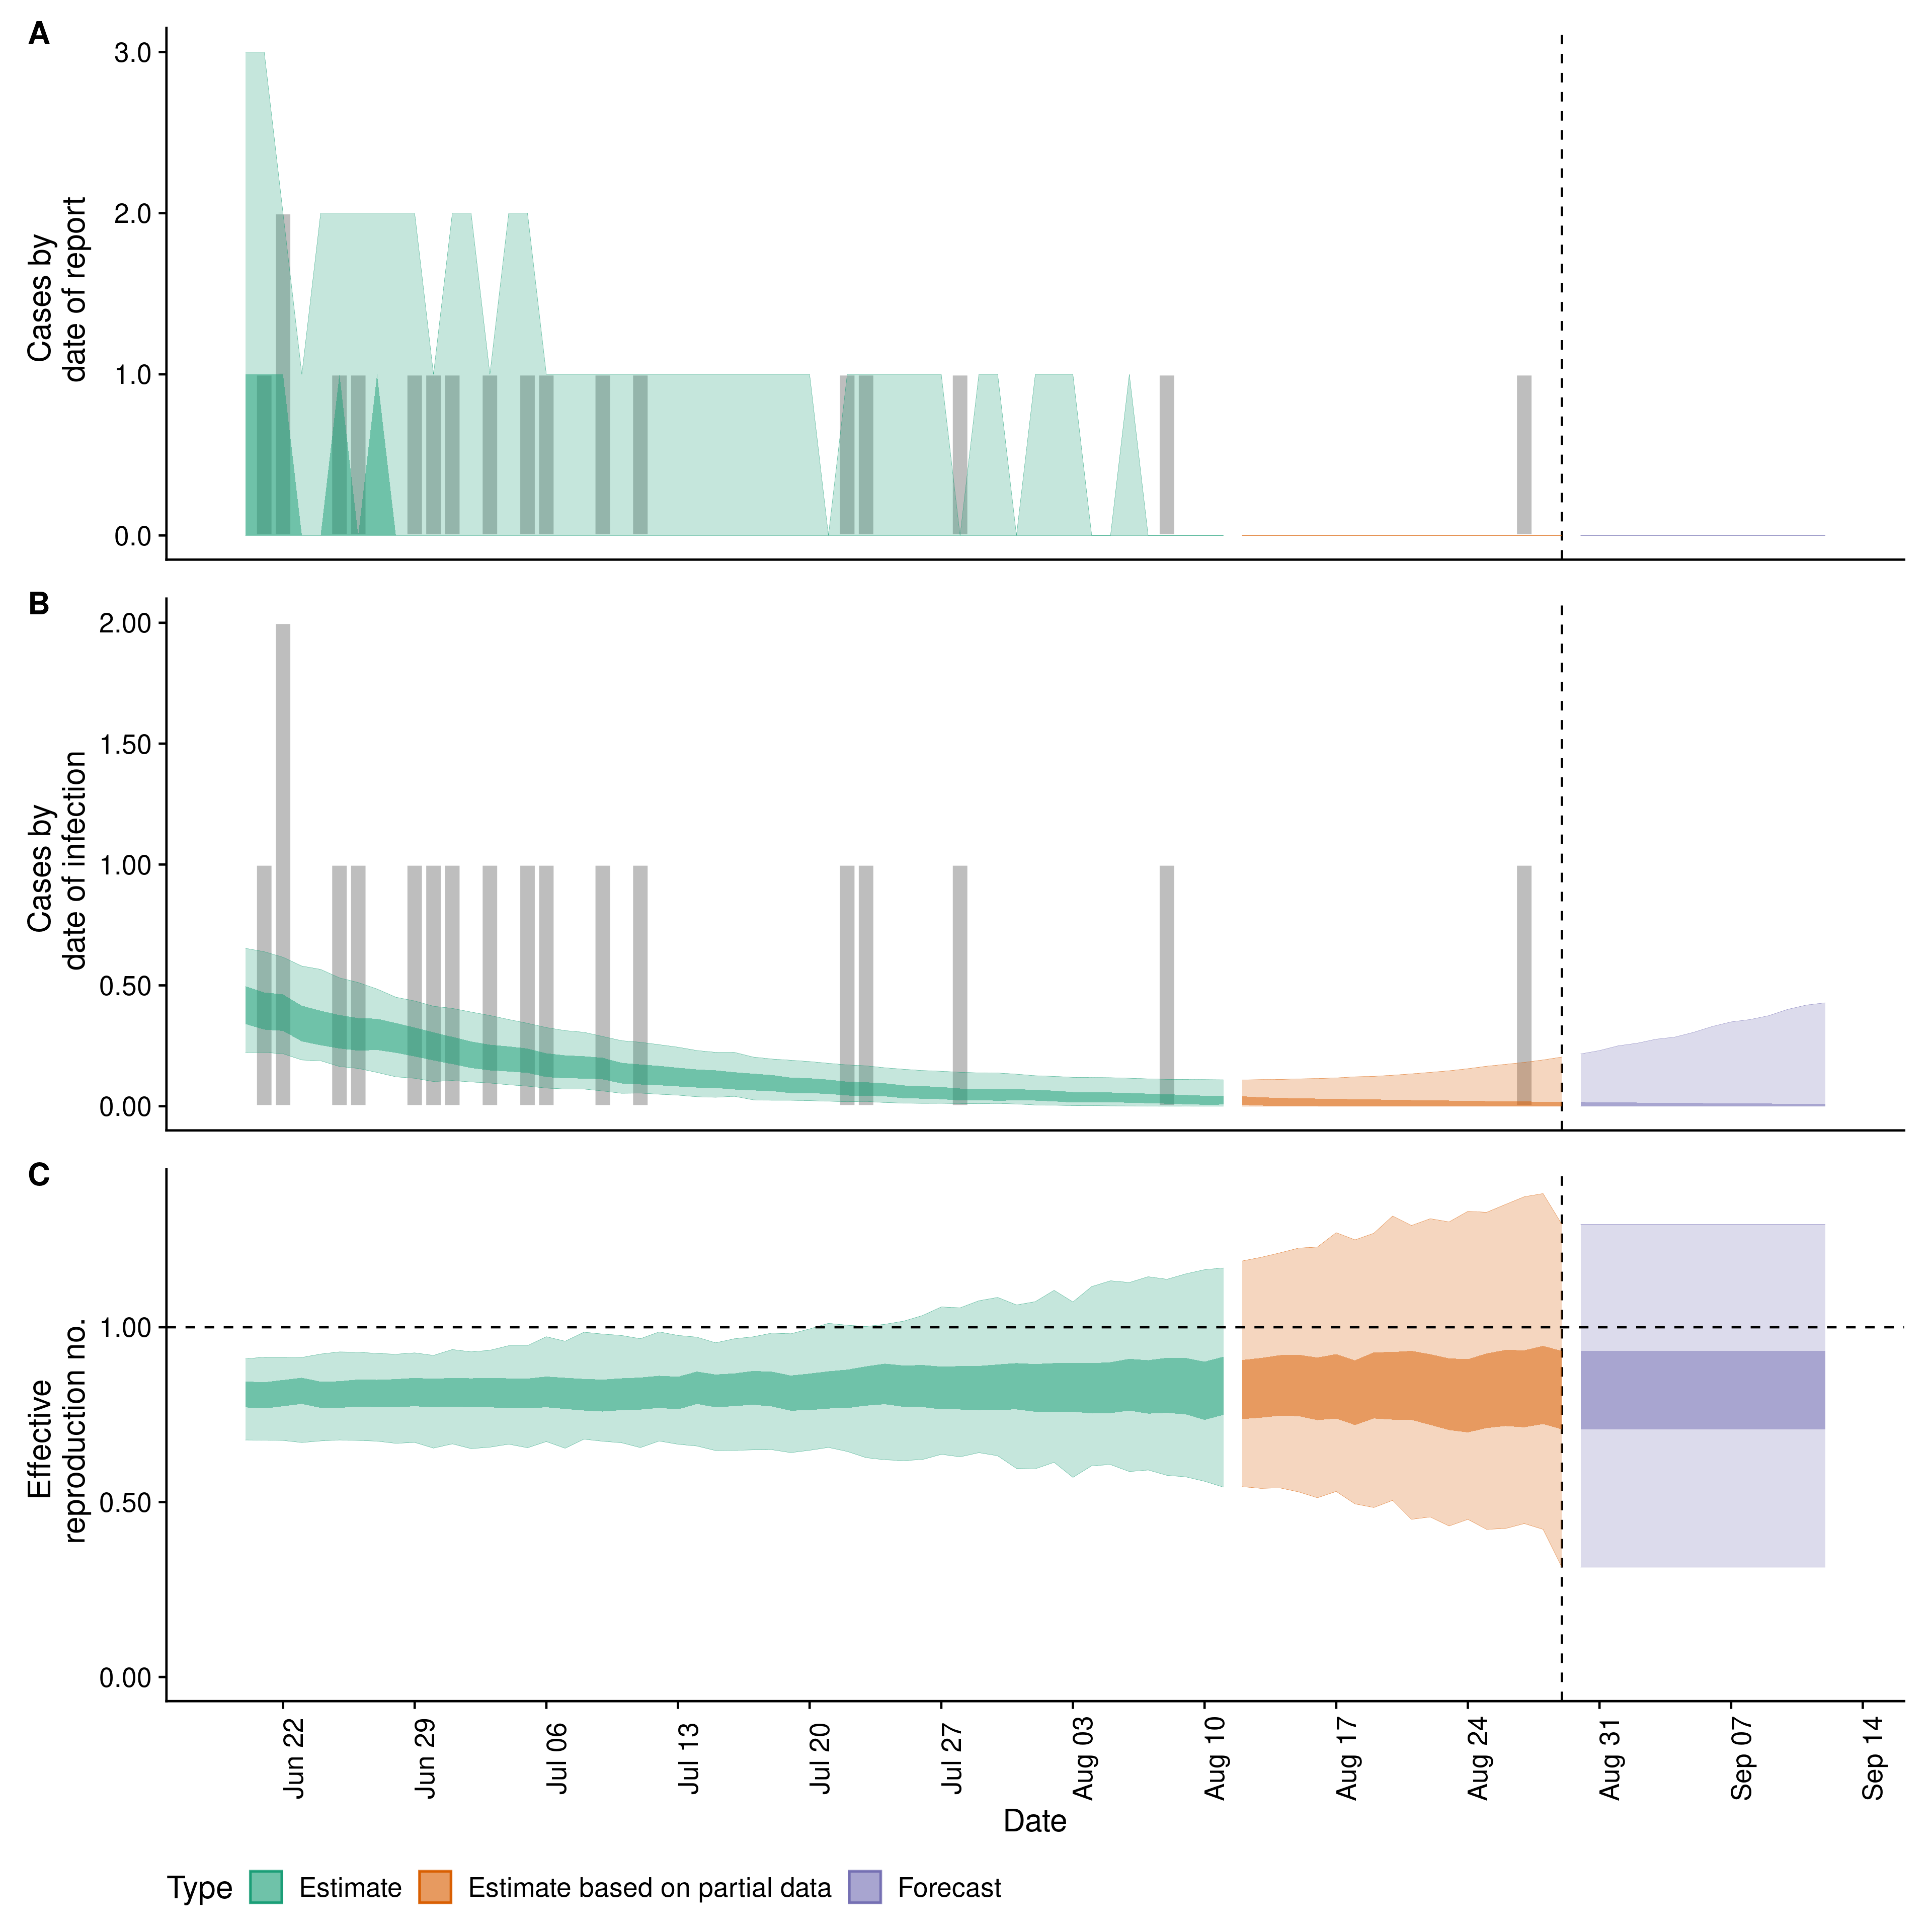 A
Cases by
date of report
3.0
2.0
1.0
0.0
B
Cases by
date of infection
2.00
1.50
1.00
0.50
0.00
C
Effective
reproduction no.
1.00
0.50
0.00
Jun 22
Jun 29
Jul 06
Jul 13
Jul 20
Jul 27
Aug 03
Aug 10
Aug 17
Aug 24
Aug 31
Sep 07
Sep 14
Date
Type Estimate Estimate based on partial data Forecast